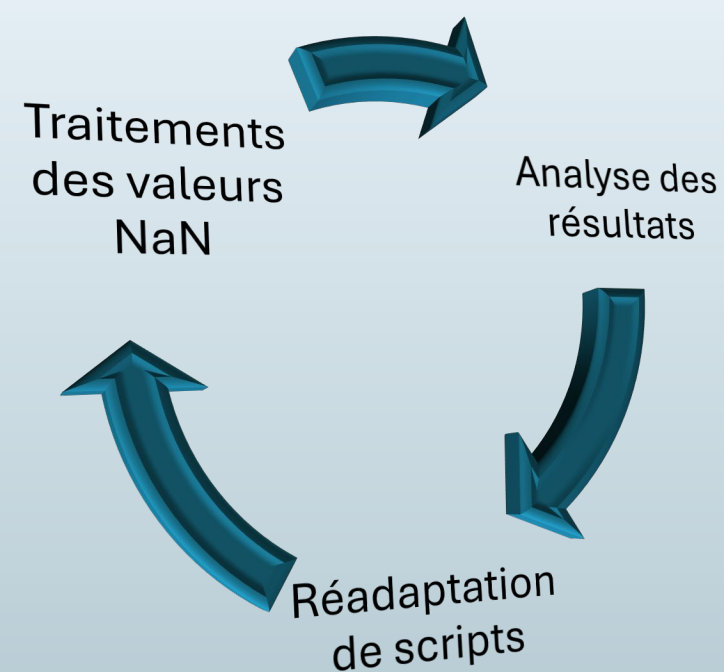 Traitements
des valeurs
NaN
Analyse des
résultats
Réadaptation
de scripts